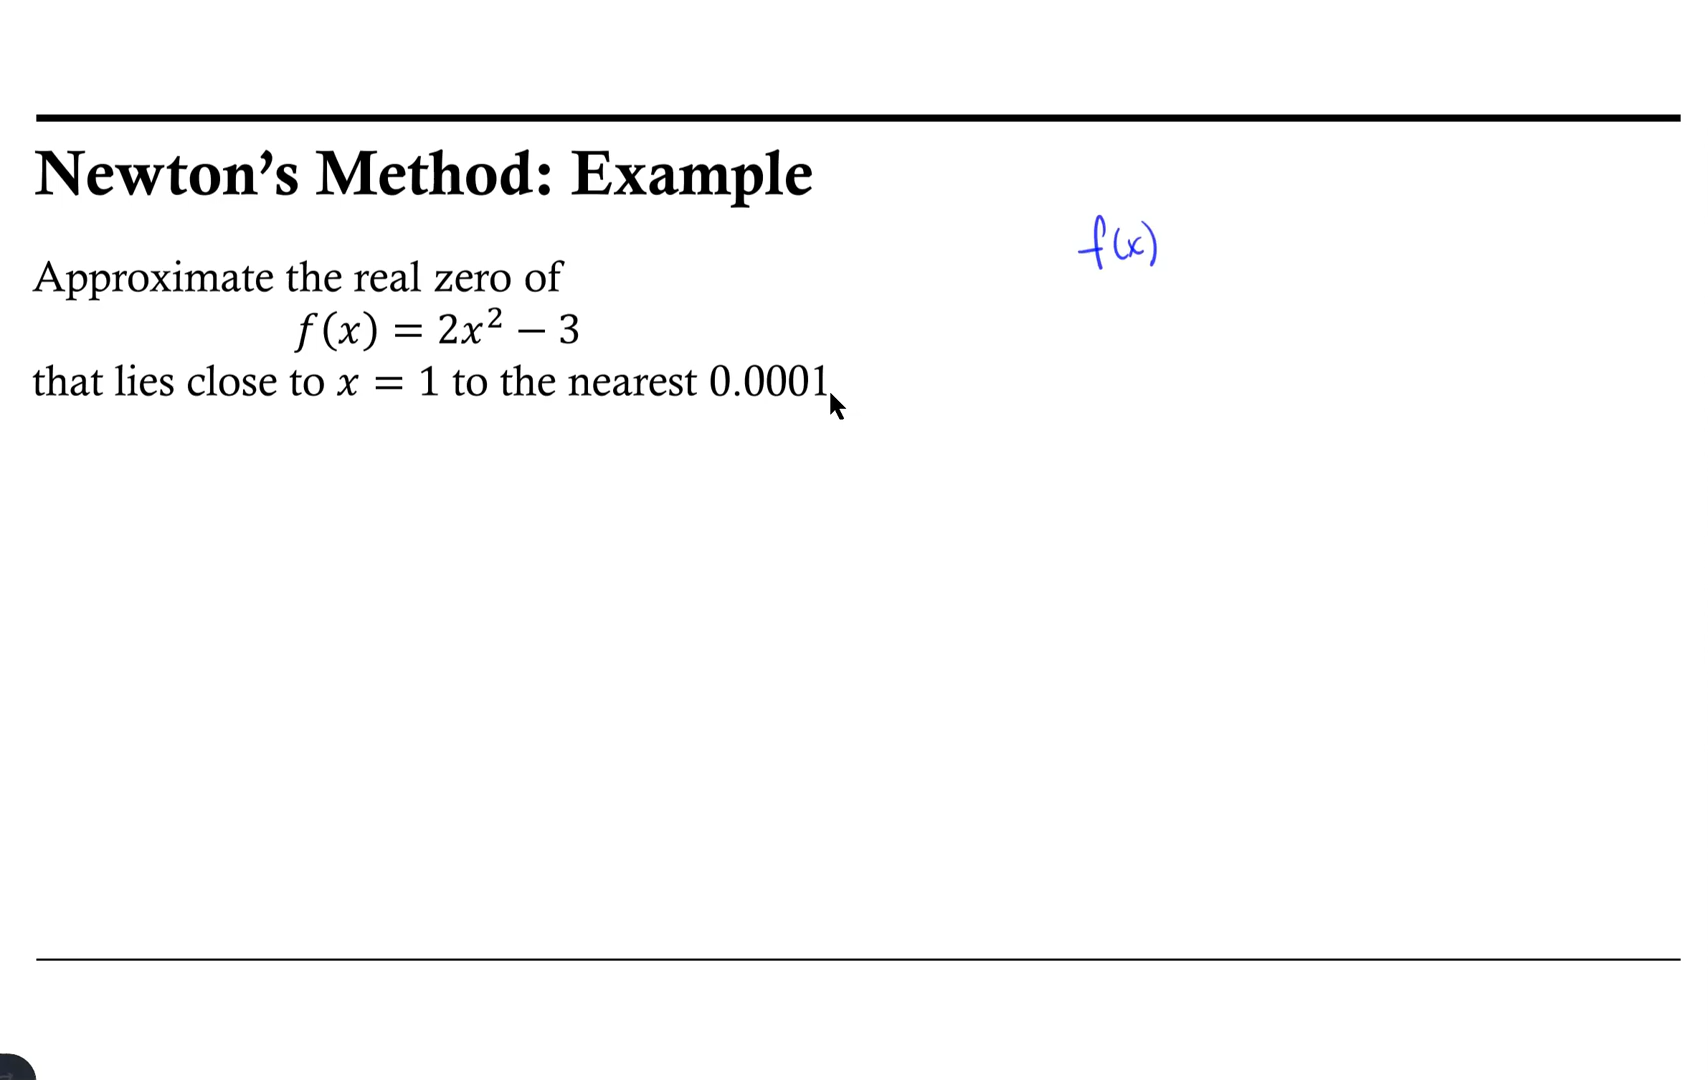 Newton’s Method: Example
f(x)
Approximate the real zero of
f(x) = 2x² − 3
that lies close to x = 1 to the nearest 0.0001